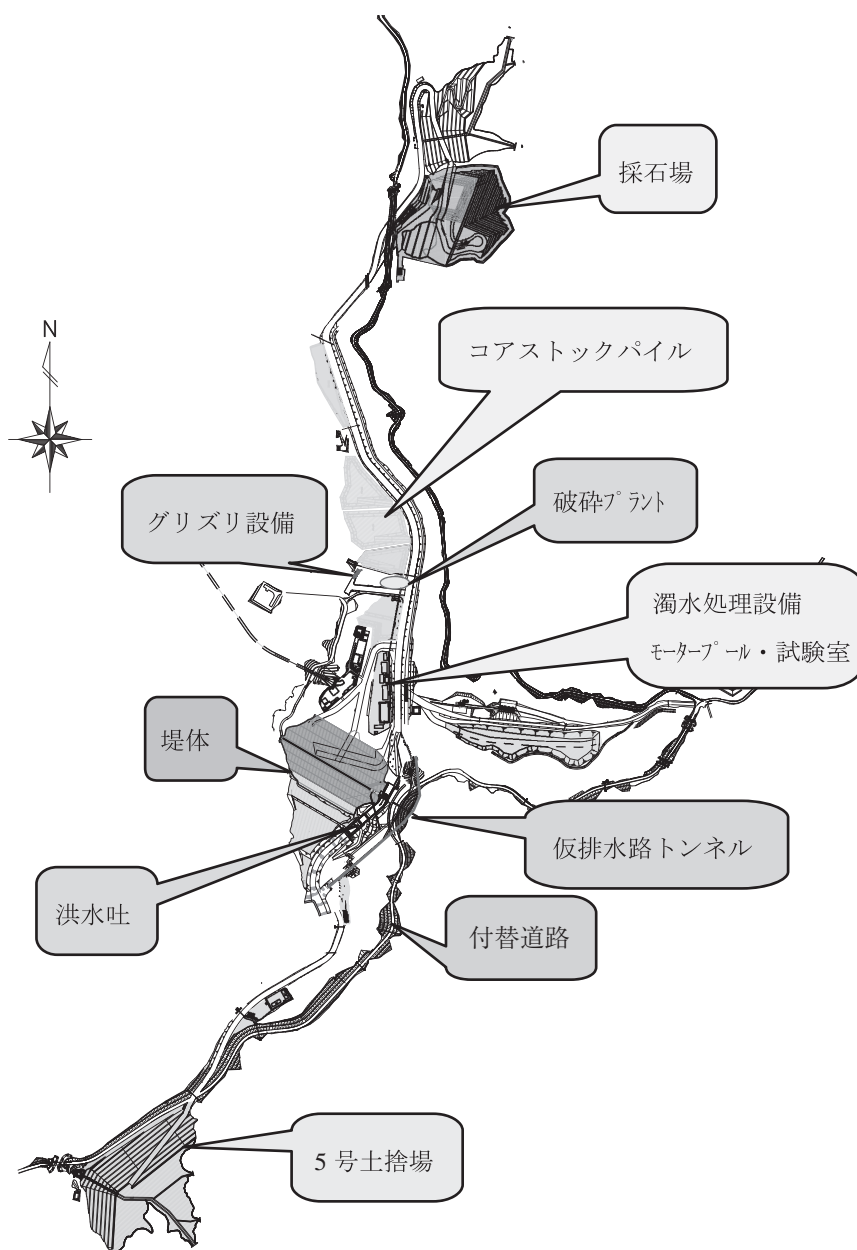 採石場
N
コアストックパイル
グリズリ設備
破砕プラント
濁水処理設備
モータープール・試験室
堤体
仮排水路トンネル
洪水吐
付替道路
5号土捨場